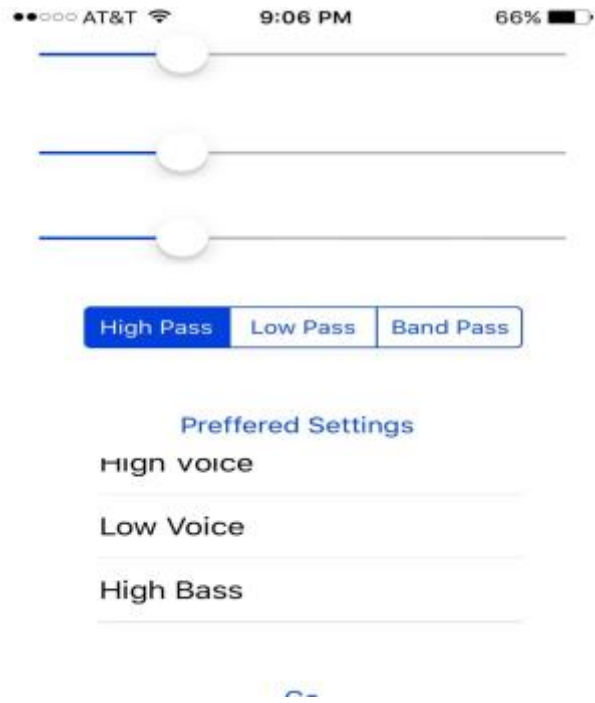 AT&T 9:06 PM 66%
High Pass Low Pass Band Pass
Preffered Settings
High Voice
Low Voice
High Bass